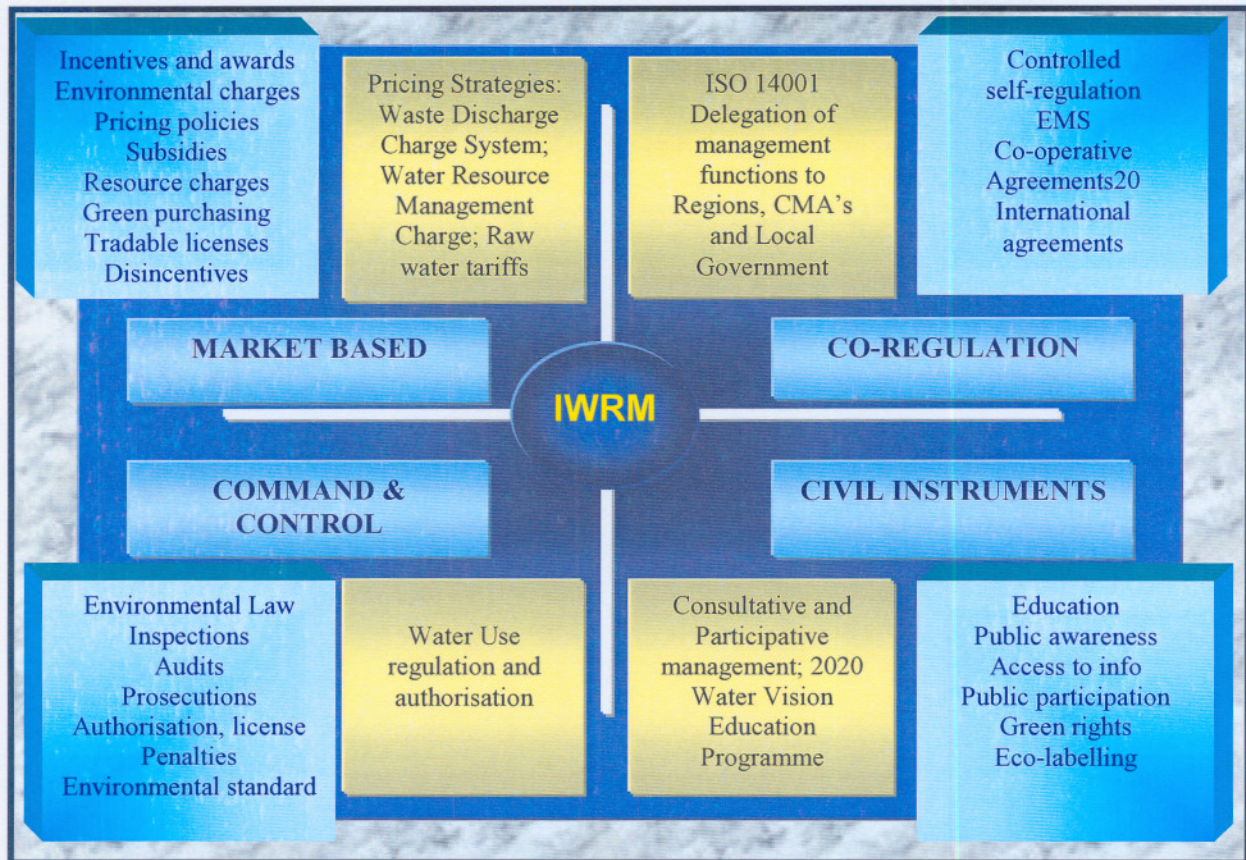 Incentives and awards
Environmental charges
Pricing policies
Subsidies
Resource charges
Green purchasing
Tradable licenses
Disincentives
Pricing Strategies:
Waste Discharge
Charge System;
Water Resource
Management
Charge; Raw
water tariffs
ISO 14001
Delegation of
management
functions to
Regions, CMA's
and Local
Government
Controlled
self-regulation
EMS
Co-operative
Agreements20
International
agreements
MARKET BASED
CO-REGULATION
IWRM
COMMAND &
CONTROL
CIVIL INSTRUMENTS
Environmental Law
Inspections
Audits
Prosecutions
Authorisation, license
Penalties
Environmental standard
Water Use
regulation and
authorisation
Consultative and
Participative
management; 2020
Water Vision
Education
Programme
Education
Public awareness
Access to info
Public participation
Green rights
Eco-labelling